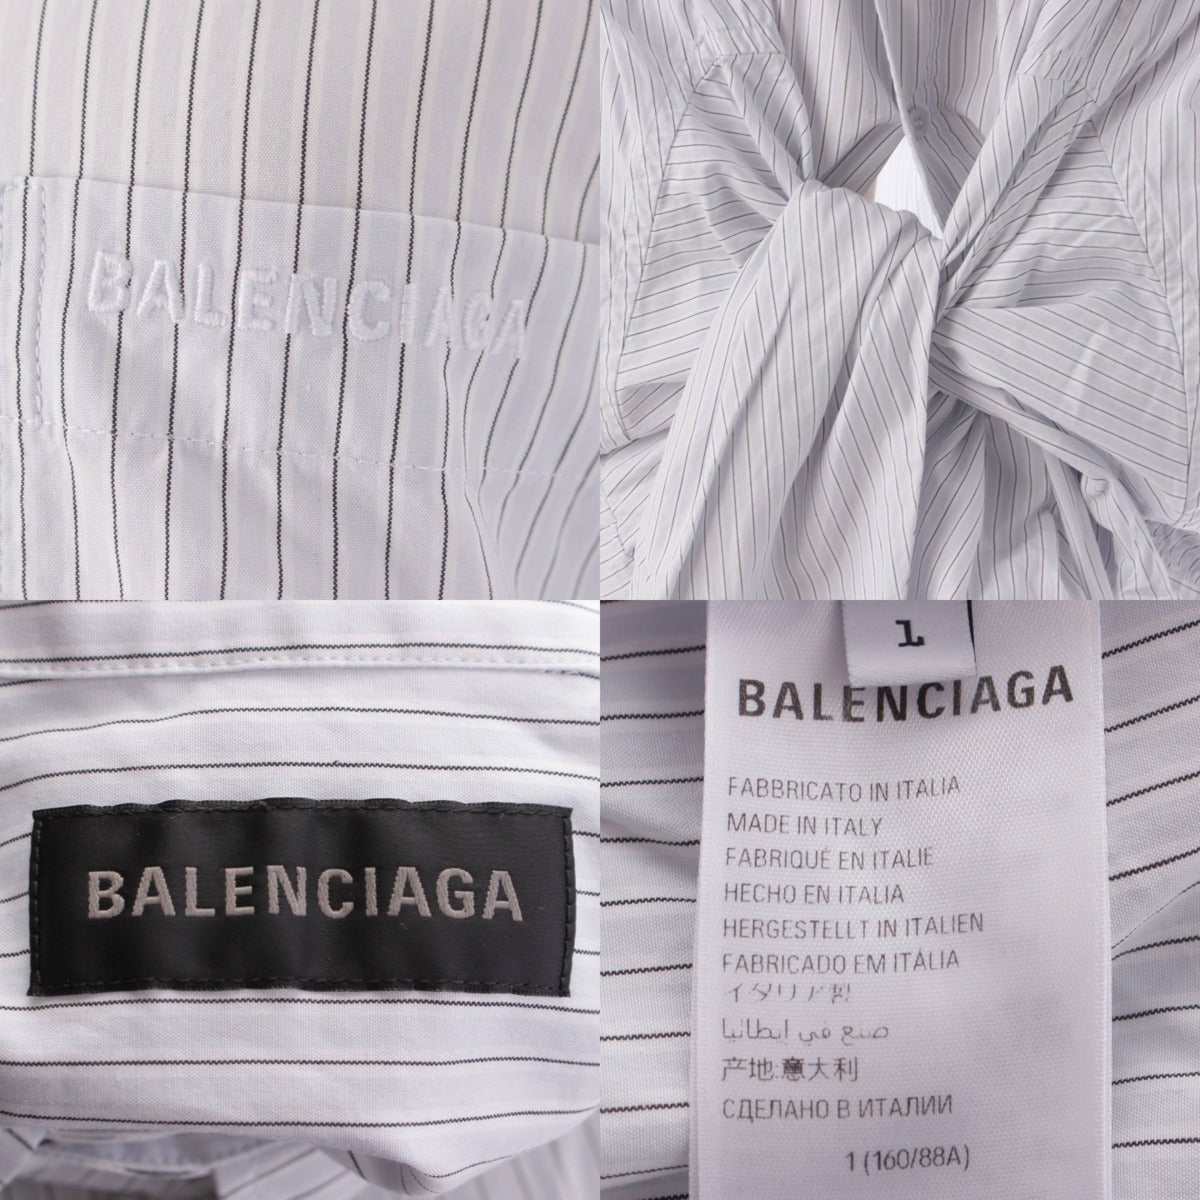 BALENCIAGA
BALENCIAGA
1
BALENCIAGA
FABBRICATO IN ITALIA
MADE IN ITALY
FABRIQUÉ EN ITALIE
HECHO EN ITALIA
HERGESTELLT IN ITALIEN
FABRICADO EM ITÁLIA
イタリア製
صنع في إيطاليا
产地:意大利
СДЕЛАНО В ИТАЛИИ
1 (160/88A)